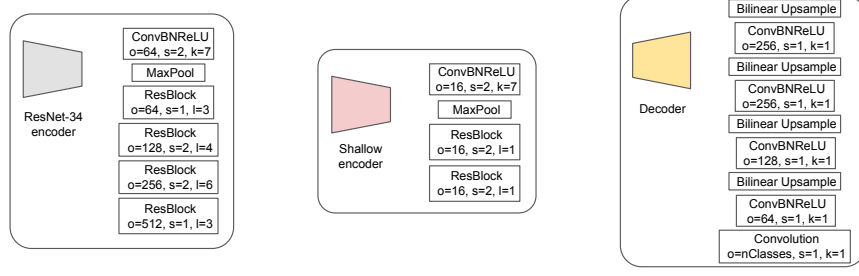 ResNet-34
encoder
ConvBNReLU
o=64, s=2, k=7
MaxPool
ResBlock
o=64, s=1, l=3
ResBlock
o=128, s=2, l=4
ResBlock
o=256, s=2, l=6
ResBlock
o=512, s=1, l=3
Shallow
encoder
ConvBNReLU
o=16, s=2, k=7
MaxPool
ResBlock
o=16, s=2, l=1
ResBlock
o=16, s=2, l=1
Decoder
Bilinear Upsample
ConvBNReLU
o=256, s=1, k=1
Bilinear Upsample
ConvBNReLU
o=256, s=1, k=1
Bilinear Upsample
ConvBNReLU
o=128, s=1, k=1
Bilinear Upsample
ConvBNReLU
o=64, s=1, k=1
Convolution
o=nClasses, s=1, k=1